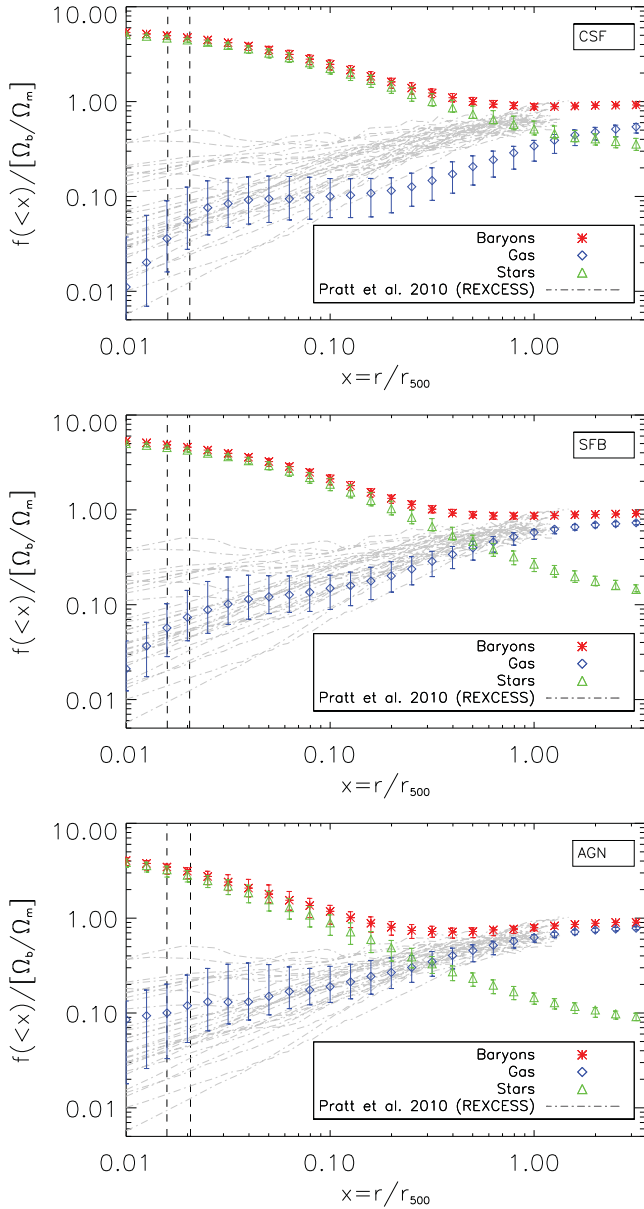 CSF
10.00
1.00
0.10
0.01
f(<x)/[Ω_b/Ω_m]
Baryons
Gas
Stars
Pratt et al. 2010 (REXCESS)
0.01 0.10 1.00
x=r/r_500
SFB
10.00
1.00
0.10
0.01
f(<x)/[Ω_b/Ω_m]
Baryons
Gas
Stars
Pratt et al. 2010 (REXCESS)
0.01 0.10 1.00
x=r/r_500
AGN
10.00
1.00
0.10
0.01
f(<x)/[Ω_b/Ω_m]
Baryons
Gas
Stars
Pratt et al. 2010 (REXCESS)
0.01 0.10 1.00
x=r/r_500